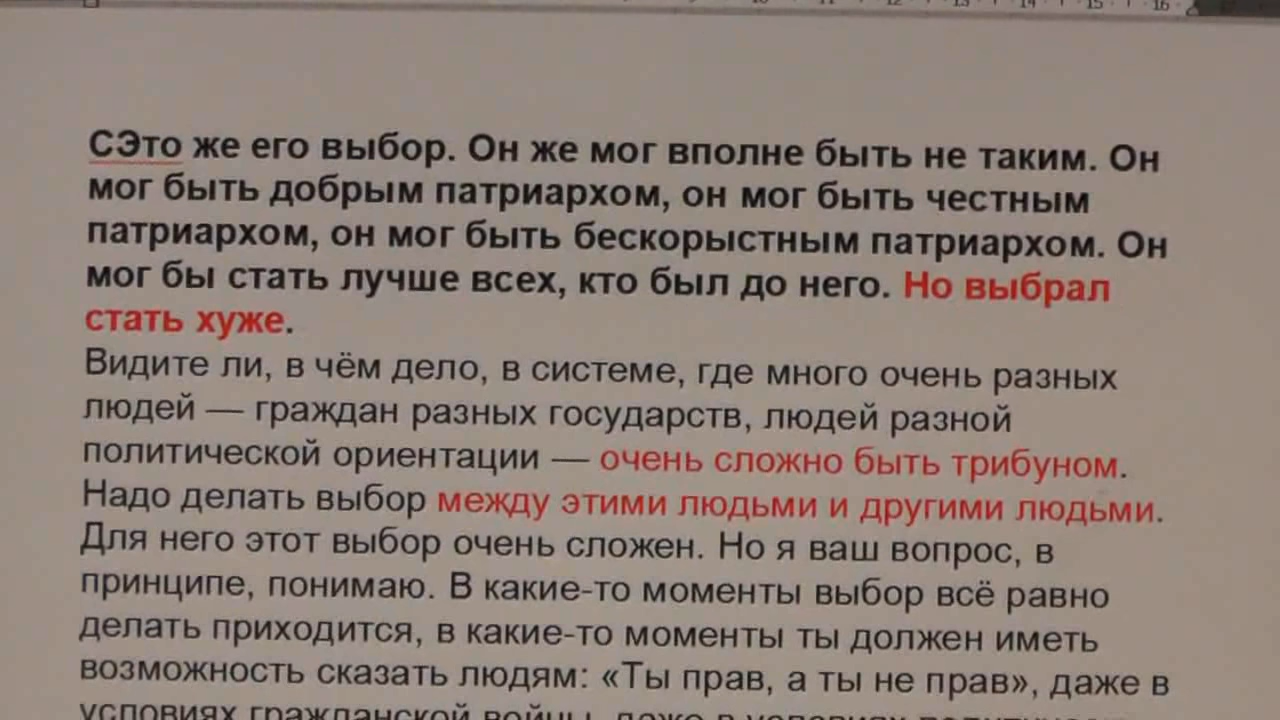 СЭто же его выбор. Он же мог вполне быть не таким. Он
мог быть добрым патриархом, он мог быть честным
патриархом, он мог быть бескорыстным патриархом. Он
мог бы стать лучше всех, кто был до него. Но выбрал
стать хуже.
Видите ли, в чём дело, в системе, где много очень разных
людей — граждан разных государств, людей разной
политической ориентации — очень сложно быть трибуном.
Надо делать выбор между этими людьми и другими людьми.
Для него этот выбор очень сложен. Но я ваш вопрос, в
принципе, понимаю. В какие-то моменты выбор всё равно
делать приходится, в какие-то моменты ты должен иметь
возможность сказать людям: «Ты прав, а ты не прав», даже в
условиях гражданской войны, даже в условиях